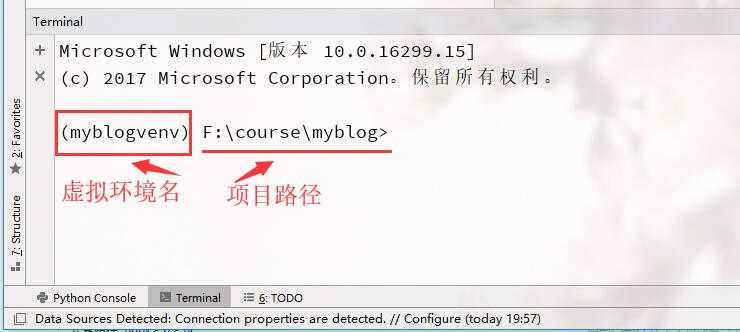 Terminal
Microsoft Windows [版本 10.0.16299.15]
(c) 2017 Microsoft Corporation。保留所有权利。
(myblogvenv) F:\course\myblog>
虚拟环境名 项目路径
2: Favorites
7: Structure
Python Console Terminal 6: TODO
Data Sources Detected: Connection properties are detected. // Configure (today 19:57)